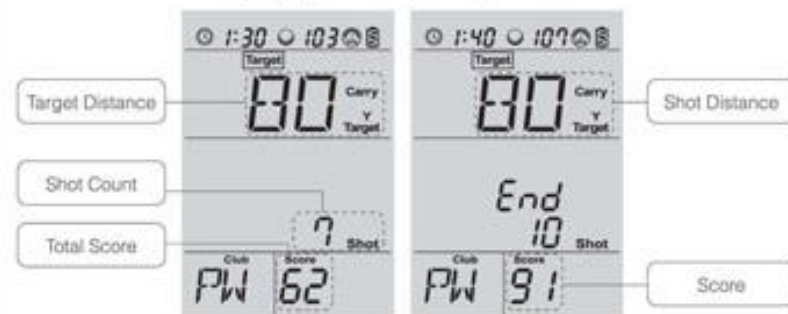 1:30 103
Target
Target Distance
80
Carry
Y
Target
Shot Count
7 Shot
Total Score
Club
Score
PW 62
1:40 107
Target
80
Carry
Y
Target
Shot Distance
End
10 Shot
Club
Score
PW 91
Score